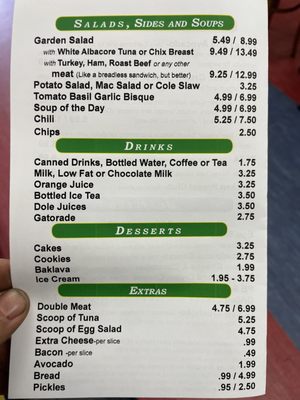 SALADS, SIDES AND SOUPS
Garden Salad 5.49 / 8.99
with White Albacore Tuna or Chix Breast 9.49 / 13.49
with Turkey, Ham, Roast Beef or any other
meat (Like a breadless sandwich, but better) 9.25 / 12.99
Potato Salad, Mac Salad or Cole Slaw 3.25
Tomato Basil Garlic Bisque 4.99 / 6.99
Soup of the Day 4.99 / 6.99
Chili 5.25 / 7.50
Chips 2.50
DRINKS
Canned Drinks, Bottled Water, Coffee or Tea 1.75
Milk, Low Fat or Chocolate Milk 3.25
Orange Juice 3.25
Bottled Ice Tea 3.50
Dole Juices 3.50
Gatorade 2.75
DESSERTS
Cakes 3.25
Cookies 2.75
Baklava 1.99
Ice Cream 1.95 - 3.75
EXTRAS
Double Meat 4.75 / 6.99
Scoop of Tuna 5.25
Scoop of Egg Salad 4.75
Extra Cheese -per slice .99
Bacon -per slice .49
Avocado 1.99
Bread .99 / 4.99
Pickles .95 / 2.50